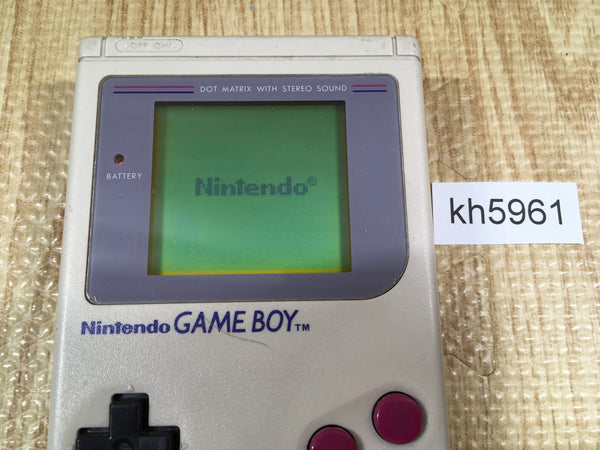 OFF ON
DOT MATRIX WITH STEREO SOUND
BATTERY
Nintendo®
kh5961
Nintendo GAME BOY™